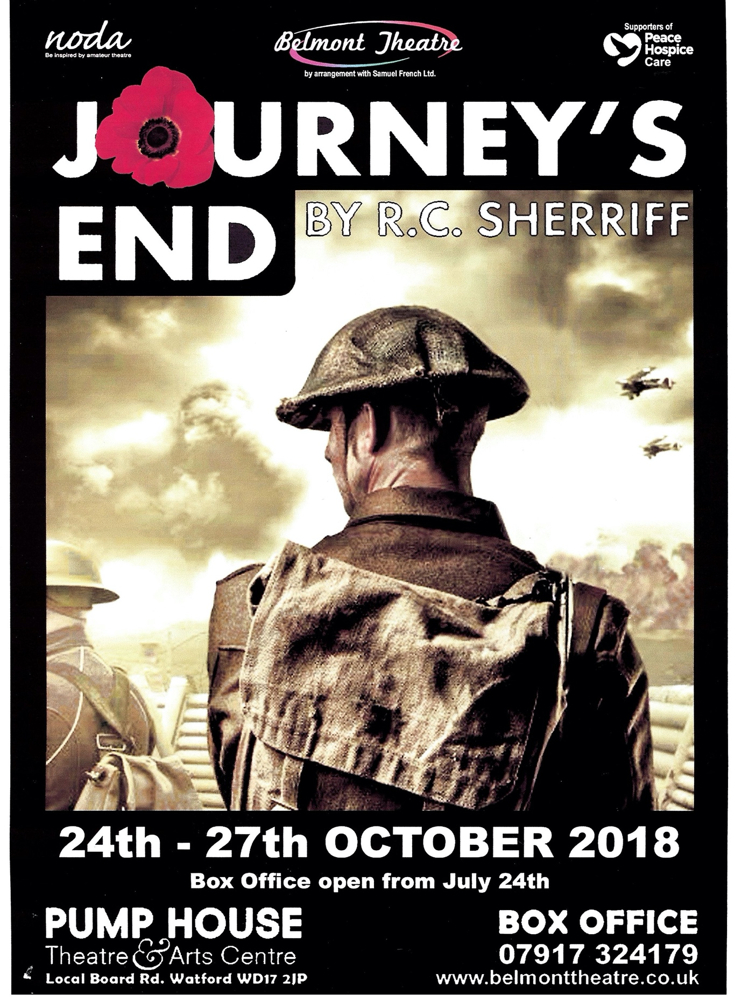 noda
Be inspired by amateur theatre
Belmont Theatre
by arrangement with Samuel French Ltd.
Supporters of
Peace
Hospice
Care
JOURNEY'S
END
BY R.C. SHERRIFF
24th - 27th OCTOBER 2018
Box Office open from July 24th
PUMP HOUSE
Theatre & Arts Centre
Local Board Rd. Watford WD17 2JP
BOX OFFICE
07917 324179
www.belmonttheatre.co.uk